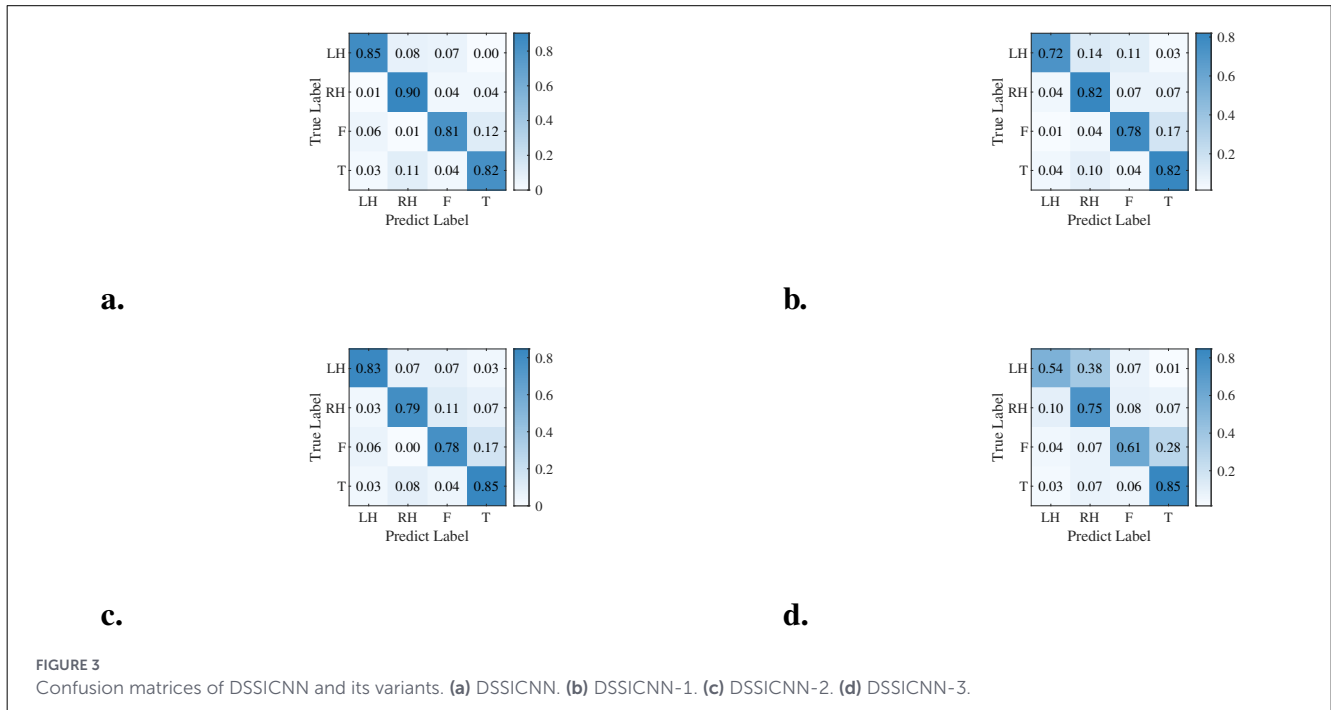 LH 0.85 0.08 0.07 0.00
RH 0.01 0.90 0.04 0.04
F 0.06 0.01 0.81 0.12
T 0.03 0.11 0.04 0.82
LH RH F T
Predict Label
True Label
0.8
0.6
0.4
0.2
0
a.
LH 0.72 0.14 0.11 0.03
RH 0.04 0.82 0.07 0.07
F 0.01 0.04 0.78 0.17
T 0.04 0.10 0.04 0.82
LH RH F T
Predict Label
True Label
0.8
0.6
0.4
0.2
b.
LH 0.83 0.07 0.07 0.03
RH 0.03 0.79 0.11 0.07
F 0.06 0.00 0.78 0.17
T 0.03 0.08 0.04 0.85
LH RH F T
Predict Label
True Label
0.8
0.6
0.4
0.2
0
c.
LH 0.54 0.38 0.07 0.01
RH 0.10 0.75 0.08 0.07
F 0.04 0.07 0.61 0.28
T 0.03 0.07 0.06 0.85
LH RH F T
Predict Label
True Label
0.8
0.6
0.4
0.2
d.
FIGURE 3
Confusion matrices of DSSICNN and its variants. (a) DSSICNN. (b) DSSICNN-1. (c) DSSICNN-2. (d) DSSICNN-3.